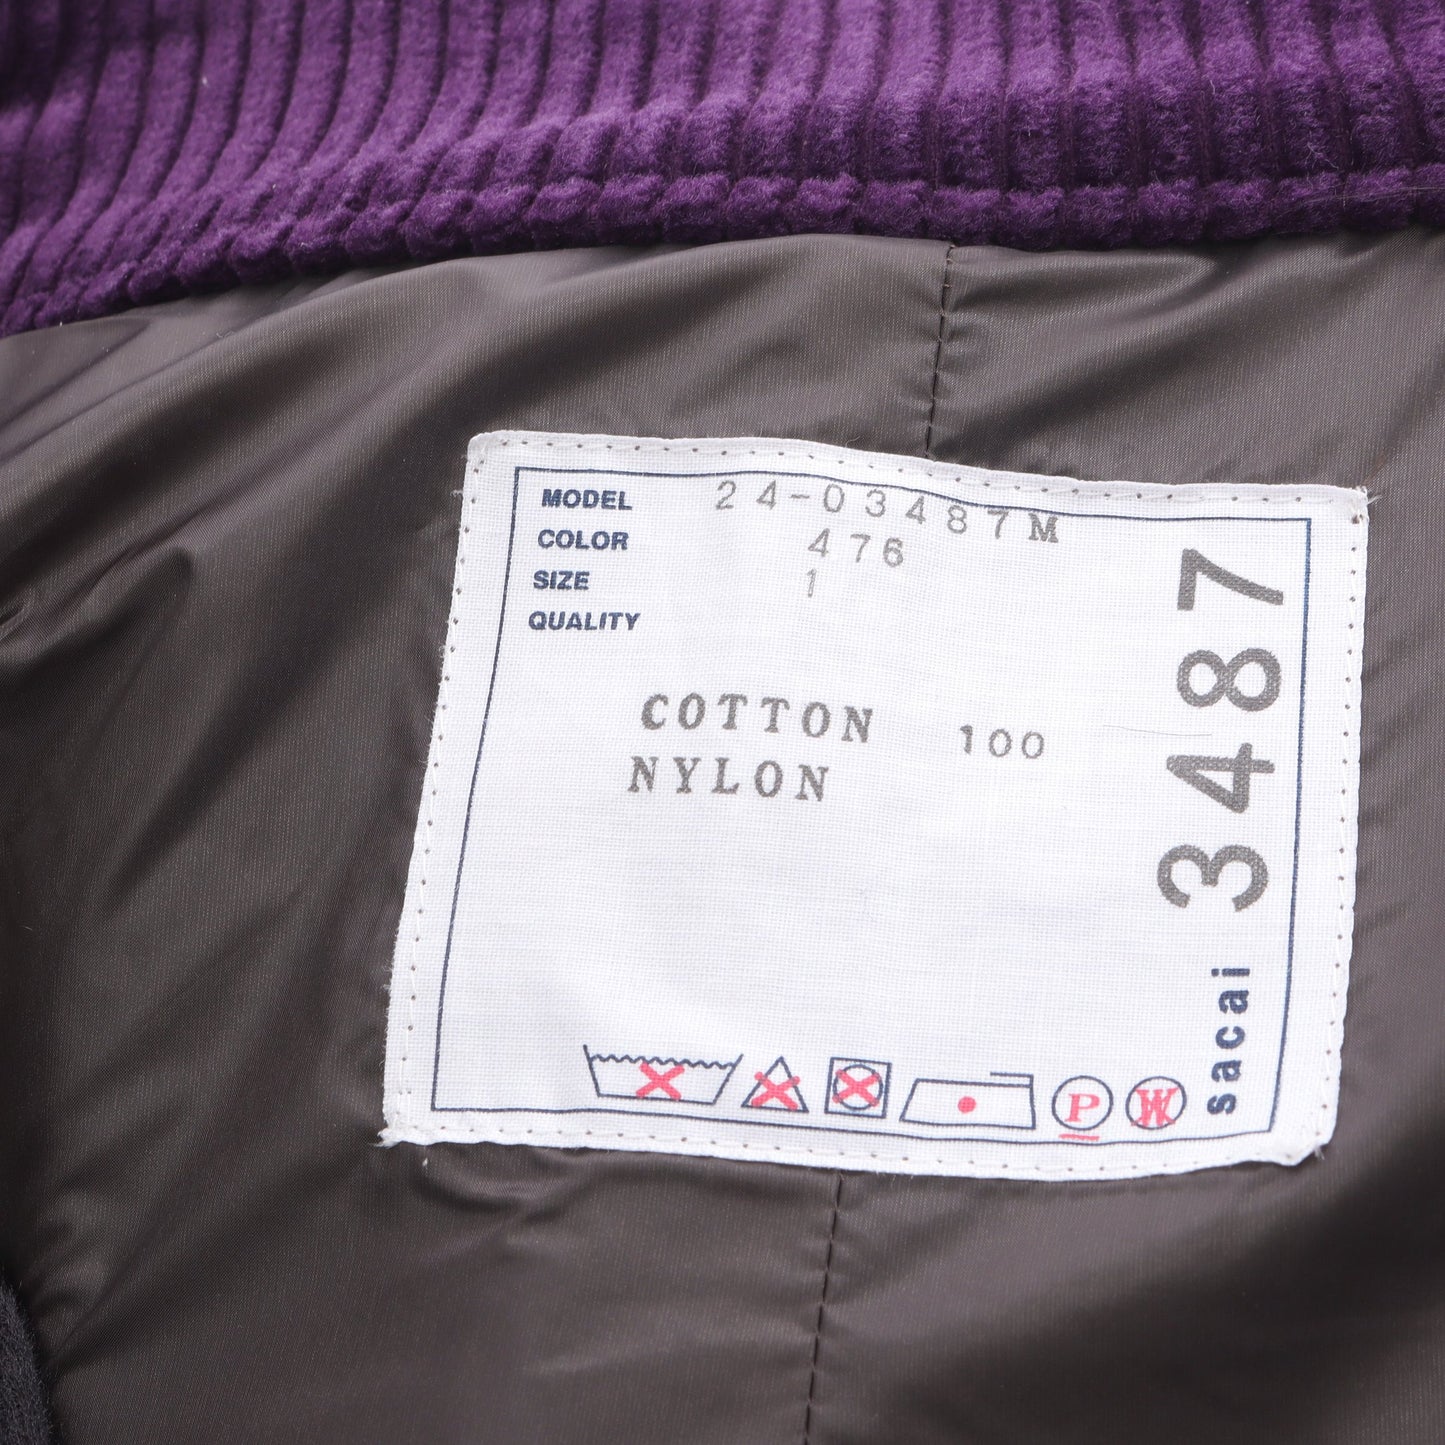 MODEL 24-03487M
COLOR 476
SIZE 1
QUALITY
COTTON 100
NYLON
3487
sacai
P
W